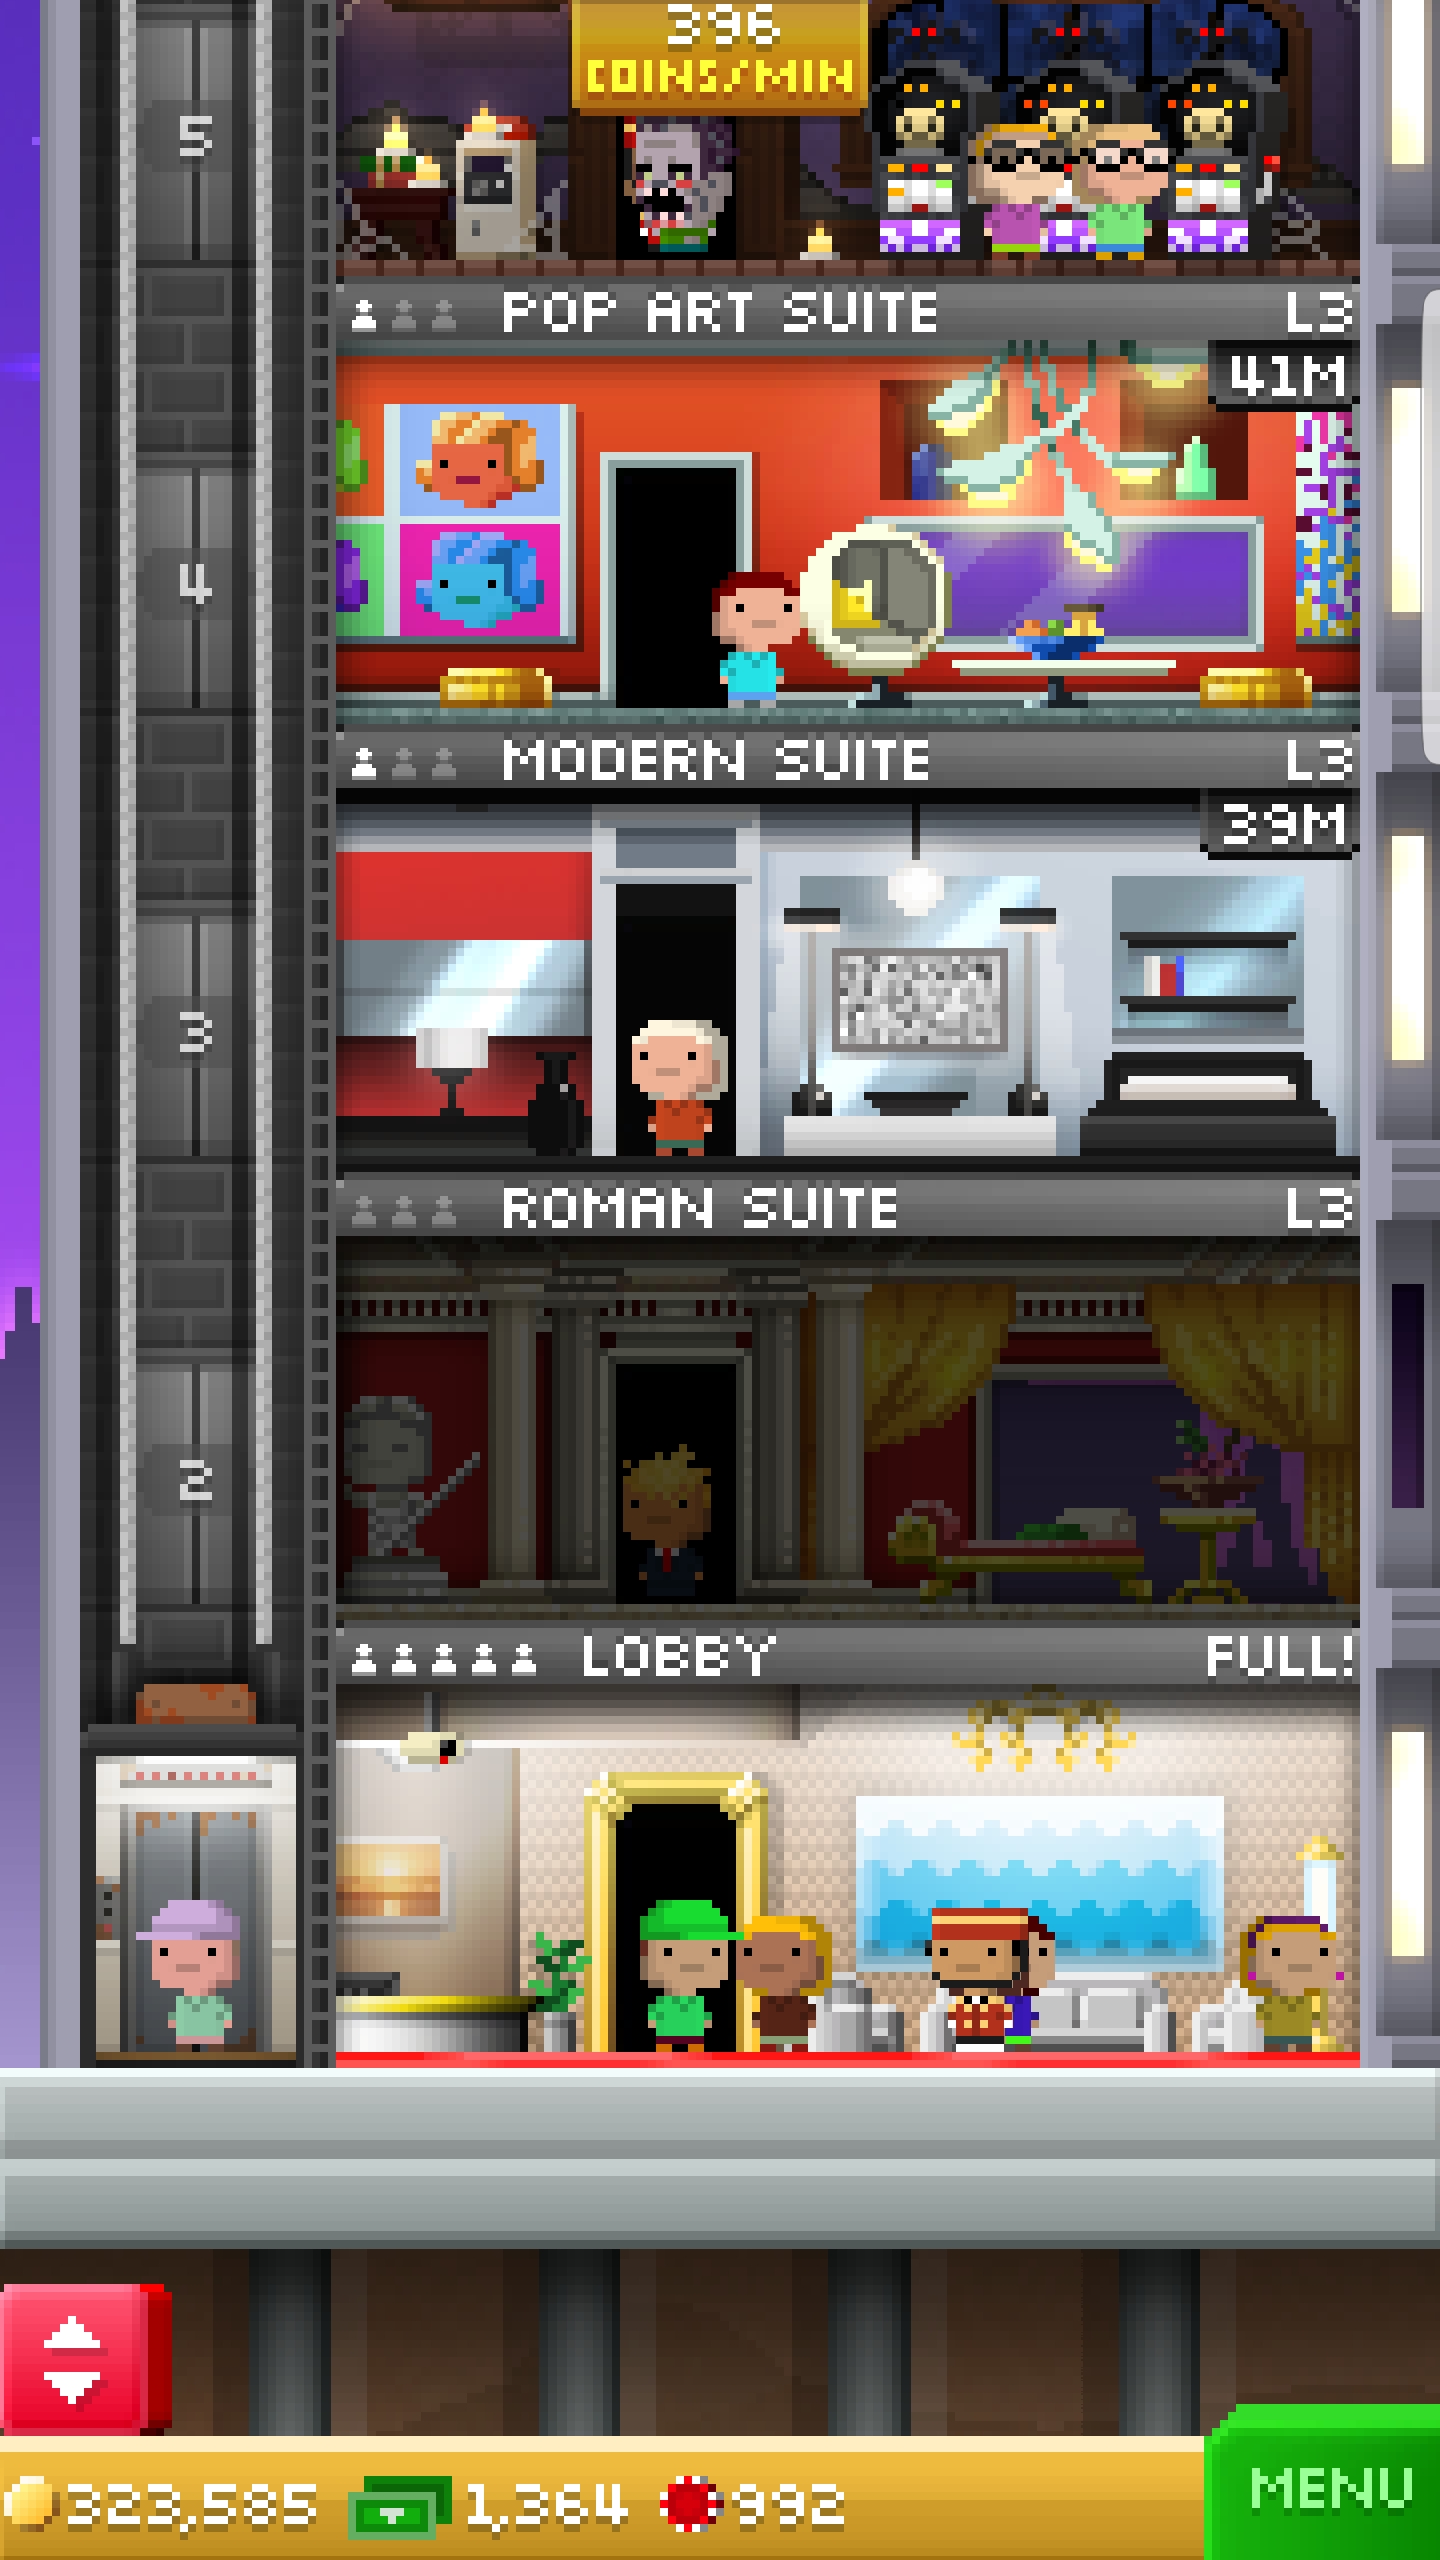 396
COINS/MIN
5
POP ART SUITE L3
41M
4
MODERN SUITE L3
39M
3
ROMAN SUITE L3
2
LOBBY FULL!
323,585 1,364 992
MENU